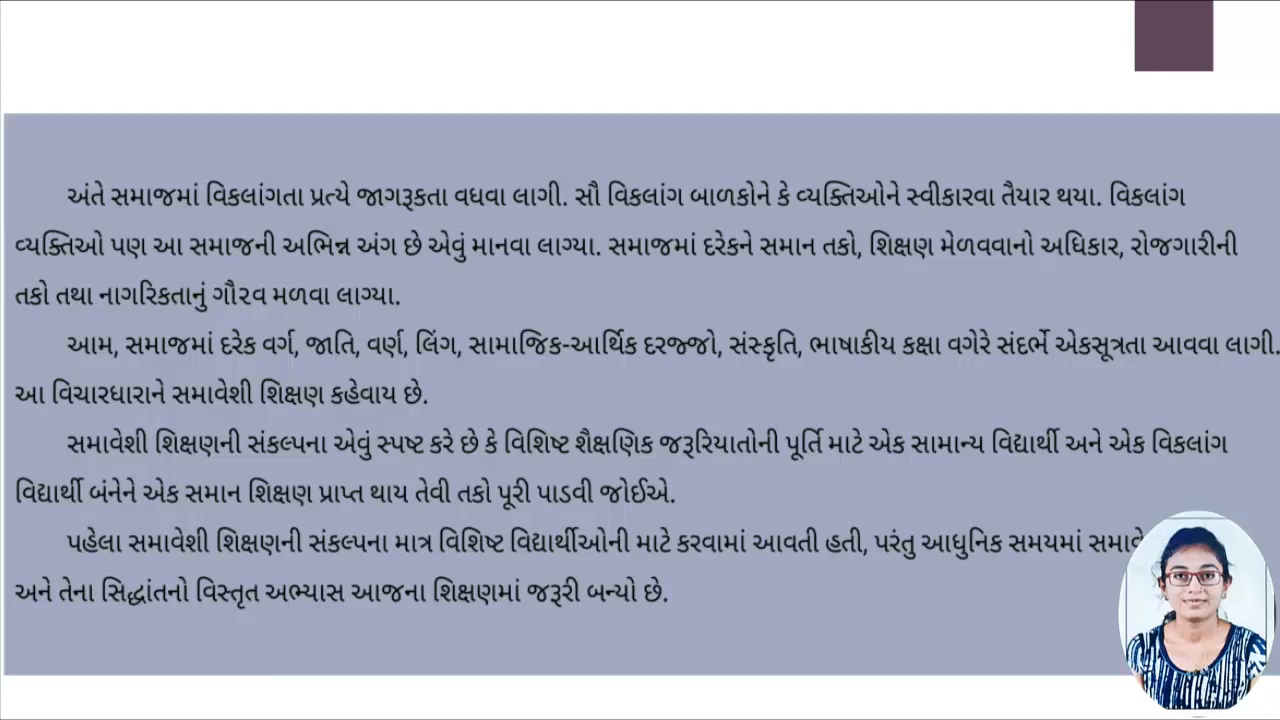 અંતે સમાજમાં વિકલાંગતા પ્રત્યે જાગરૂકતા વધવા લાગી. સૌ વિકલાંગ બાળકોને કે વ્યક્તિઓને સ્વીકારવા તૈયાર થયા. વિકલાંગ
વ્યક્તિઓ પણ આ સમાજની અભિન્ન અંગ છે એવું માનવા લાગ્યા. સમાજમાં દરેકને સમાન તકો, શિક્ષણ મેળવવાનો અધિકાર, રોજગારીની
તકો તથા નાગરિકતાનું ગૌરવ મળવા લાગ્યા.
આમ, સમાજમાં દરેક વર્ગ, જાતિ, વર્ણ, લિંગ, સામાજિક-આર્થિક દરજ્જો, સંસ્કૃતિ, ભાષાકીય કક્ષા વગેરે સંદર્ભે એકસૂત્રતા આવવા લાગી.
આ વિચારધારાને સમાવેશી શિક્ષણ કહેવાય છે.
સમાવેશી શિક્ષણની સંકલ્પના એવું સ્પષ્ટ કરે છે કે વિશિષ્ટ શૈક્ષણિક જરૂરિયાતોની પૂર્તિ માટે એક સામાન્ય વિદ્યાર્થી અને એક વિકલાંગ
વિદ્યાર્થી બંનેને એક સમાન શિક્ષણ પ્રાપ્ત થાય તેવી તકો પૂરી પાડવી જોઈએ.
પહેલા સમાવેશી શિક્ષણની સંકલ્પના માત્ર વિશિષ્ટ વિદ્યાર્થીઓની માટે કરવામાં આવતી હતી, પરંતુ આધુનિક સમયમાં
અને તેના સિદ્ધાંતનો વિસ્તૃત અભ્યાસ આજના શિક્ષણમાં જરૂરી બન્યો છે.